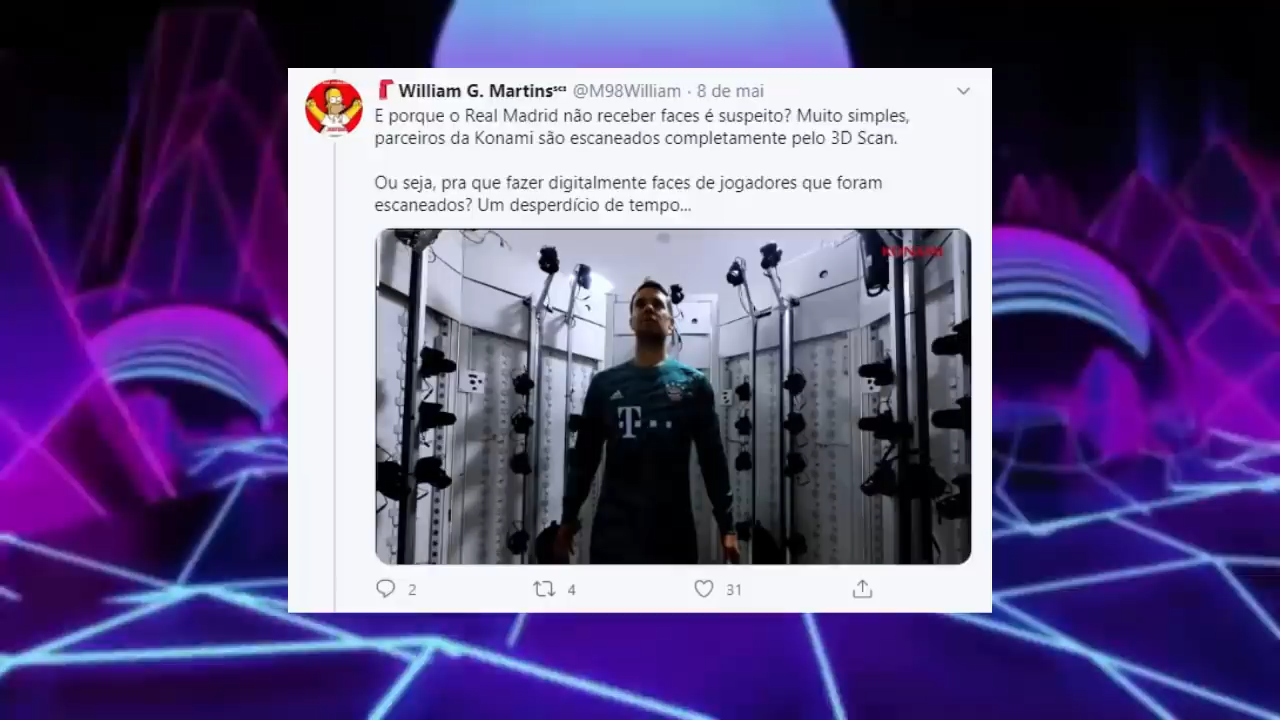 William G. Martinsˢᶜⁱ @M98William · 8 de mai
E porque o Real Madrid não receber faces é suspeito? Muito simples,
parceiros da Konami são escaneados completamente pelo 3D Scan.
Ou seja, pra que fazer digitalmente faces de jogadores que foram
escaneados? Um desperdício de tempo...
KONAMI
T
2 4 31